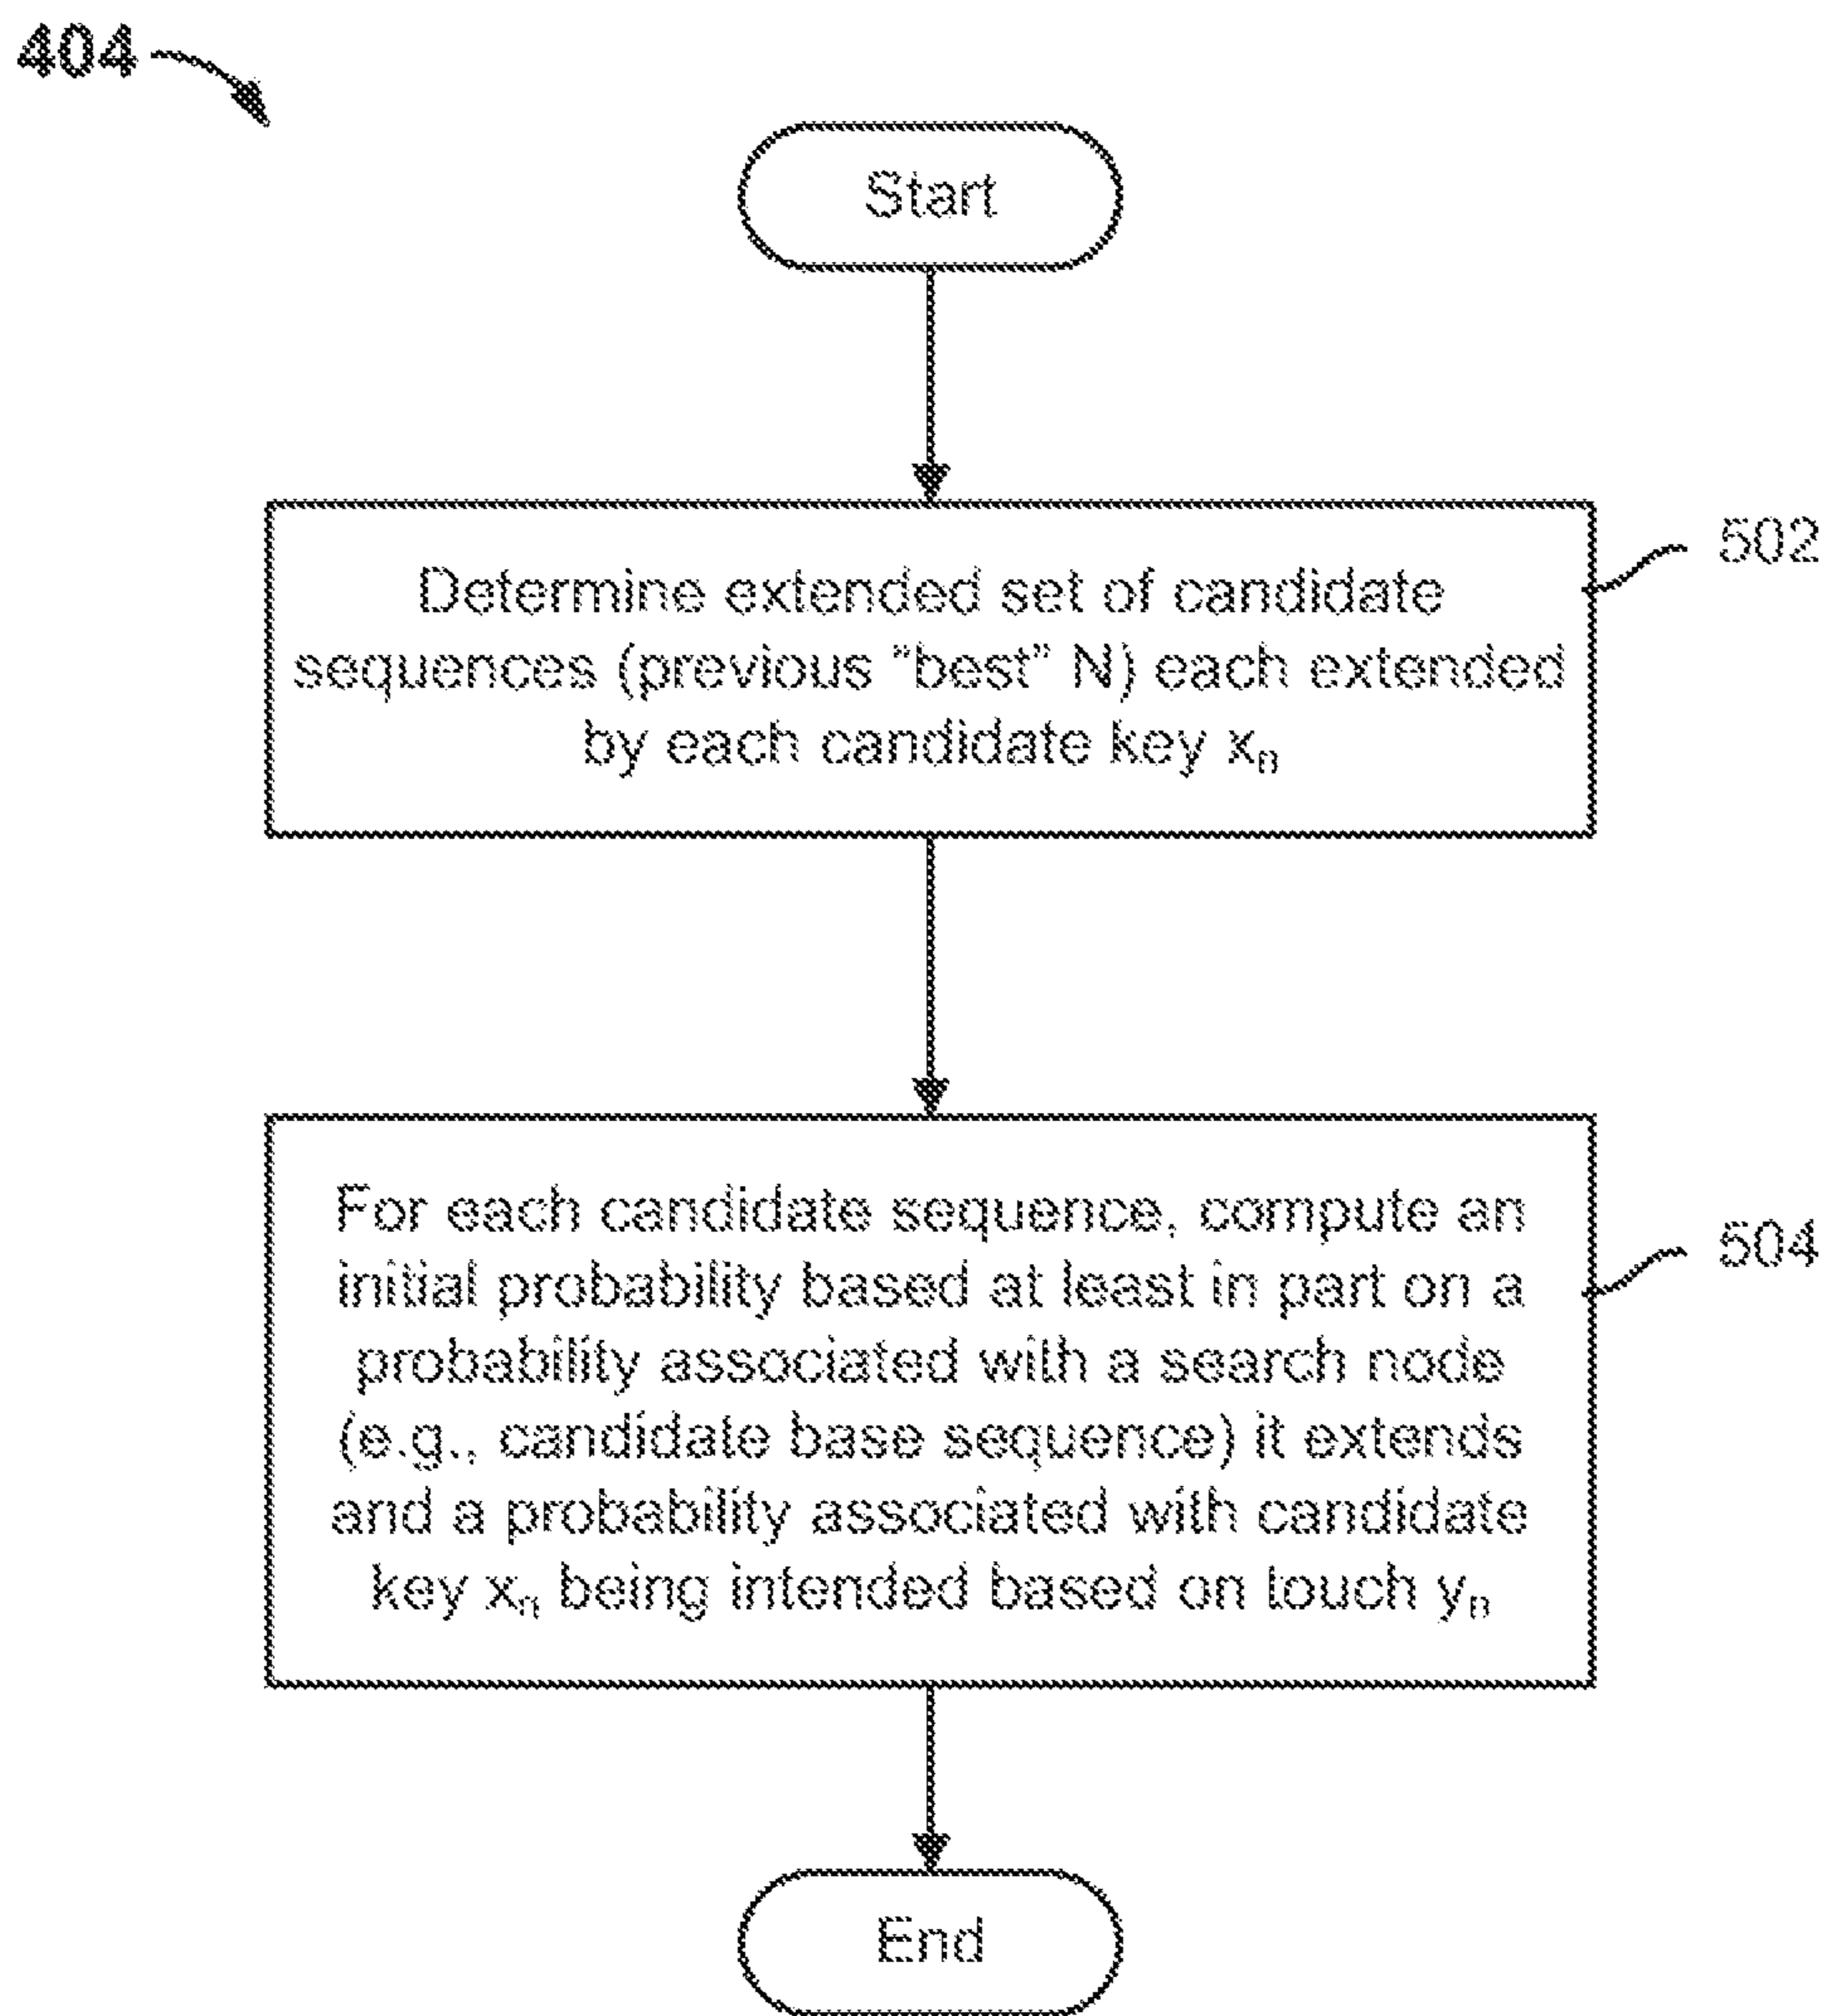 404
Start
Determine extended set of candidate
sequences (previous "best" N) each extended
by each candidate key xₙ
502
For each candidate sequence, compute an
initial probability based at least in part on a
probability associated with a search node
(e.g., candidate base sequence) it extends
and a probability associated with candidate
key xₙ being intended based on touch yₙ
504
End